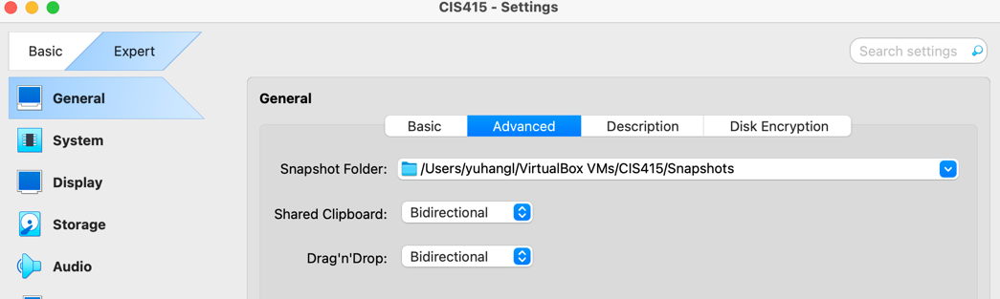 CIS415 - Settings
Basic
Expert
Search settings
General
System
Display
Storage
Audio
General
Basic
Advanced
Description
Disk Encryption
Snapshot Folder: /Users/yuhangl/VirtualBox VMs/CIS415/Snapshots
Shared Clipboard: Bidirectional
Drag'n'Drop: Bidirectional